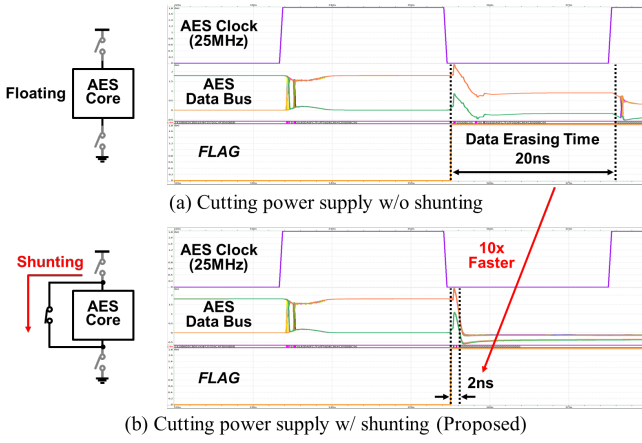 AES Clock
(25MHz)
Floating
AES
Core
AES
Data Bus
FLAG
Data Erasing Time
20ns
(a) Cutting power supply w/o shunting
Shunting
AES Clock
(25MHz)
10x
Faster
AES
Core
AES
Data Bus
FLAG
2ns
(b) Cutting power supply w/ shunting (Proposed)